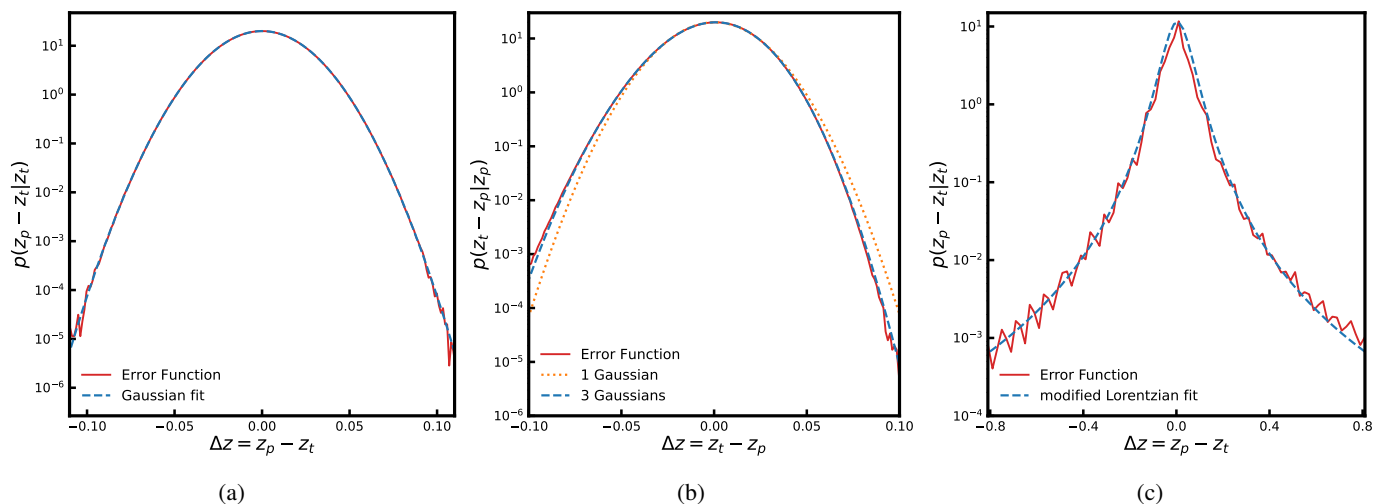 p(z_p − z_t|z_t)
10^1
10^0
10^−1
10^−2
10^−3
10^−4
10^−5
10^−6
Error Function
Gaussian fit
−0.10 −0.05 0.00 0.05 0.10
Δz = z_p − z_t
(a)
p(z_t − z_p|z_p)
10^1
10^0
10^−1
10^−2
10^−3
10^−4
10^−5
10^−6
Error Function
1 Gaussian
3 Gaussians
−0.10 −0.05 0.00 0.05 0.10
Δz = z_t − z_p
(b)
p(z_p − z_t|z_t)
10^1
10^0
10^−1
10^−2
10^−3
10^−4
Error Function
modified Lorentzian fit
−0.8 −0.4 0.0 0.4 0.8
Δz = z_p − z_t
(c)